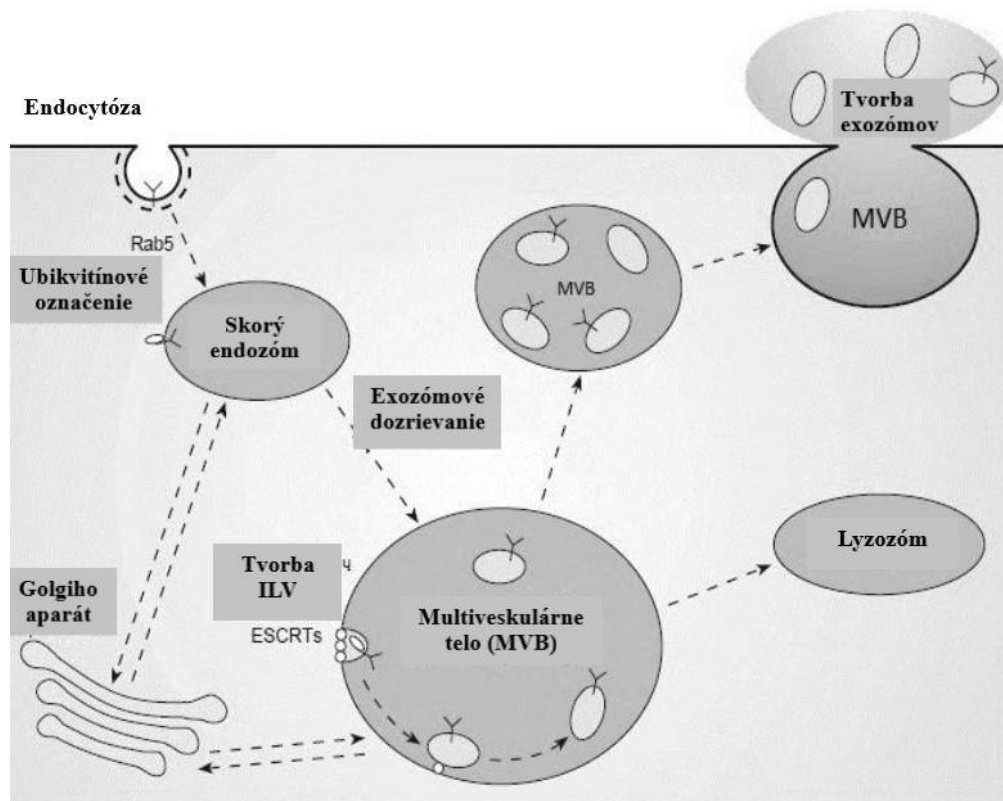 Endocytóza
Tvorba
exozómov
MVB
Rab5
Ubikvitínové
označenie
Skorý
endozóm
MVB
Exozómové
dozrievanie
Tvorba
ILV
Lyzozóm
Golgiho
aparát
ESCRTs
Multiveskulárne
telo (MVB)